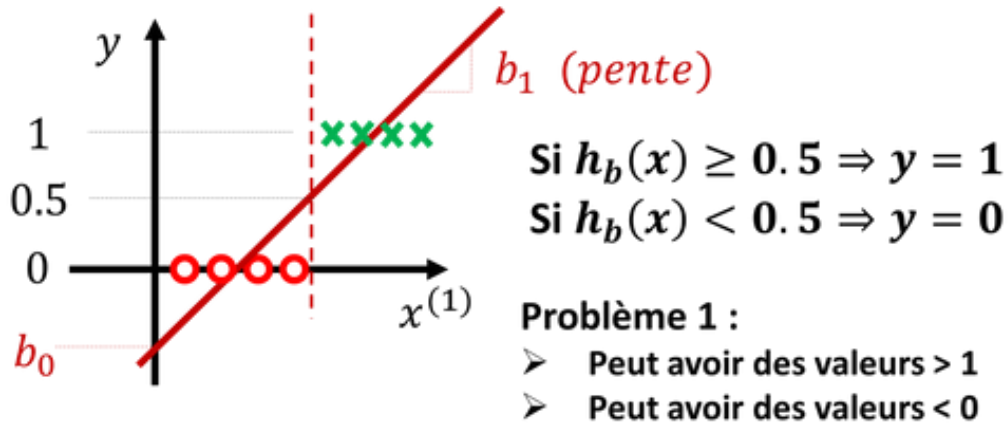 y
b₁ (pente)
1
0.5
0
x⁽¹⁾
b₀
Si h_b(x) ≥ 0.5 ⇒ y = 1
Si h_b(x) < 0.5 ⇒ y = 0
Problème 1 :
➢ Peut avoir des valeurs > 1
➢ Peut avoir des valeurs < 0